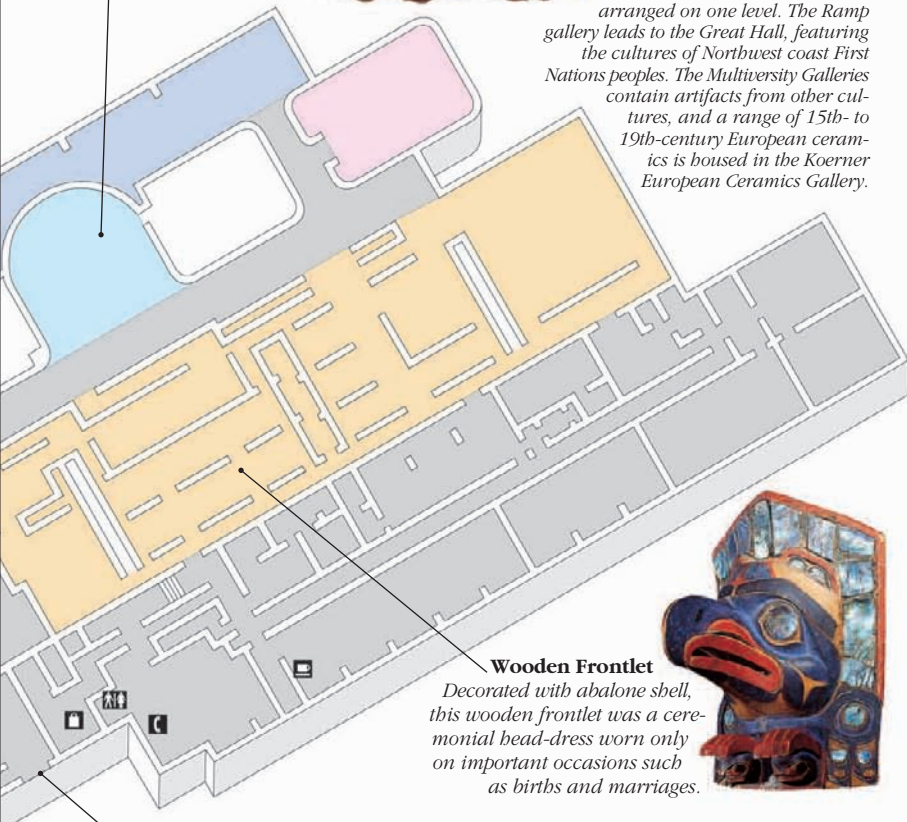 arranged on one level. The Ramp
gallery leads to the Great Hall, featuring
the cultures of Northwest coast First
Nations peoples. The Multiversity Galleries
contain artifacts from other cul-
tures, and a range of 15th- to
19th-century European ceram-
ics is housed in the Koerner
European Ceramics Gallery.
Wooden Frontlet
Decorated with abalone shell,
this wooden frontlet was a cere-
monial head-dress worn only
on important occasions such
as births and marriages.